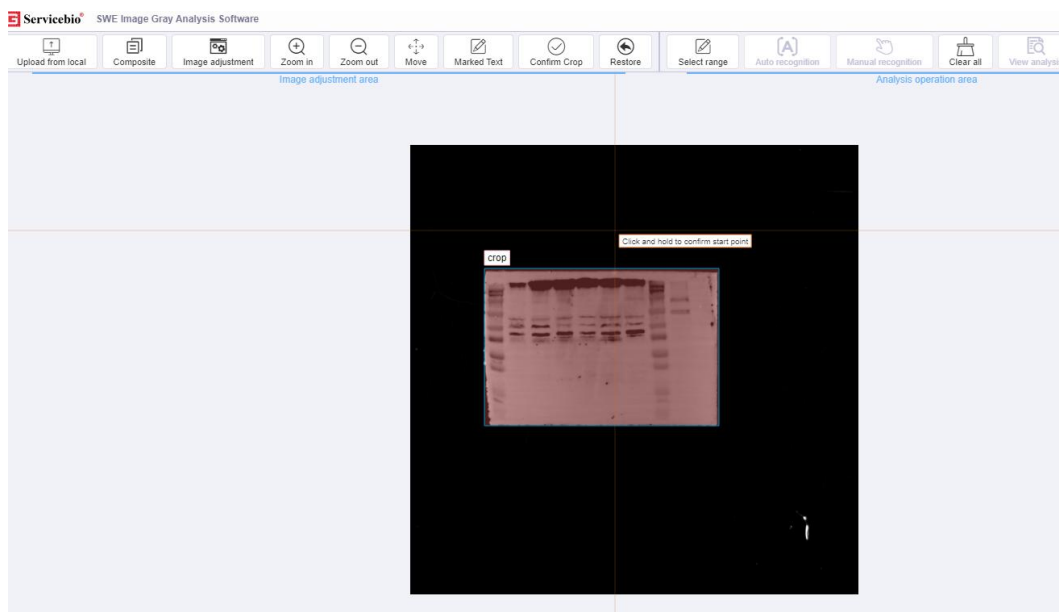 Servicebio® SWE Image Gray Analysis Software
Upload from local Composite Image adjustment Zoom in Zoom out Move Marked Text Confirm Crop Restore Select range Auto recognition Manual recognition Clear all View analysi
Image adjustment area Analysis operation area
Click and hold to confirm start point
crop